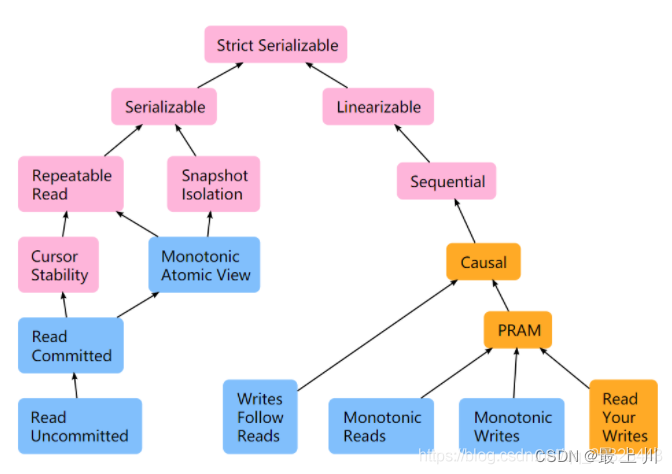 Strict Serializable
Serializable
Linearizable
Repeatable
Read
Snapshot
Isolation
Sequential
Cursor
Stability
Monotonic
Atomic View
Causal
Read
Committed
PRAM
Writes
Follow
Reads
Monotonic
Reads
Monotonic
Writes
Read
Your
Writes
Read
Uncommitted
https://blog.csdn
CSDN @最上川